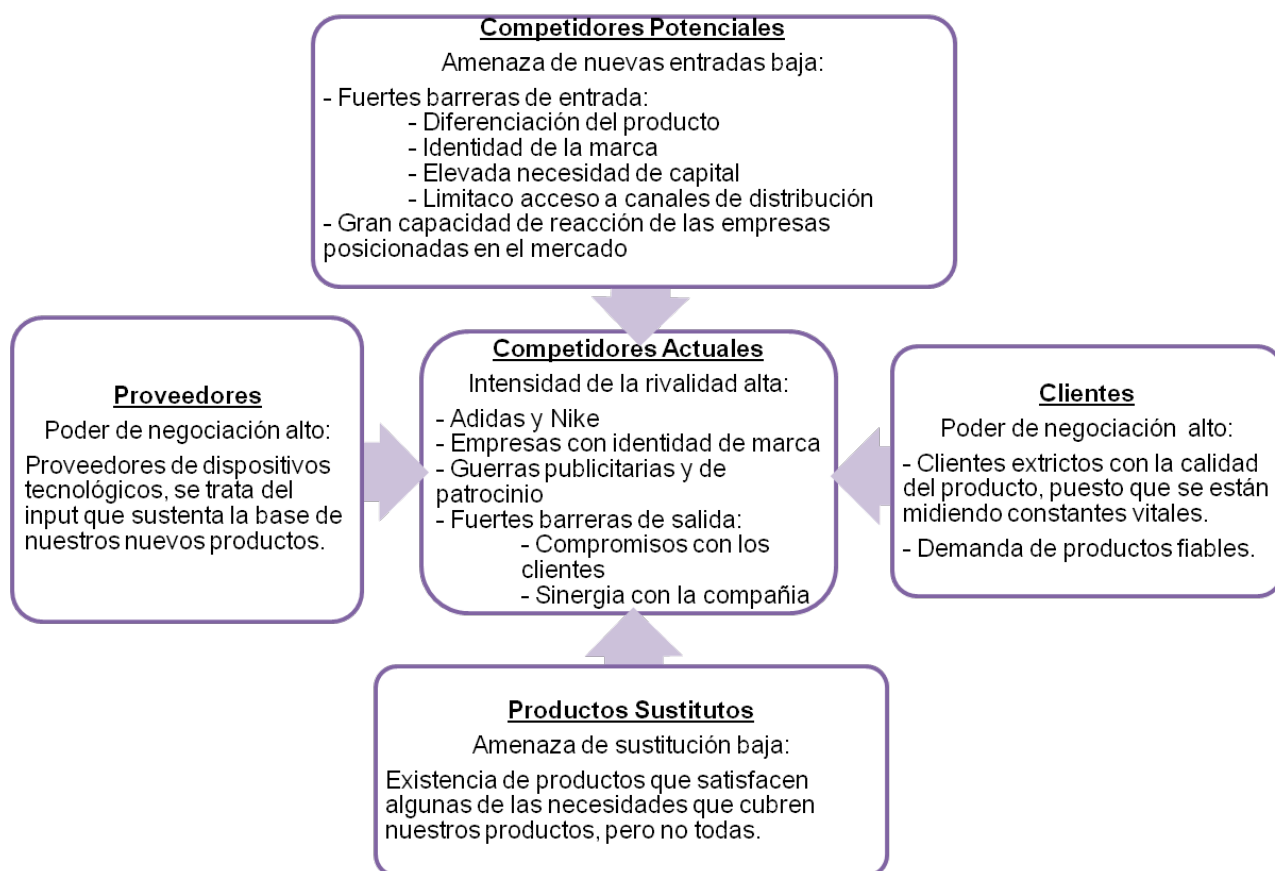 Competidores Potenciales
Amenaza de nuevas entradas baja:
- Fuertes barreras de entrada:
- Diferenciación del producto
- Identidad de la marca
- Elevada necesidad de capital
- Limitaco acceso a canales de distribución
- Gran capacidad de reacción de las empresas
posicionadas en el mercado
Proveedores
Poder de negociación alto:
Proveedores de dispositivos
tecnológicos, se trata del
input que sustenta la base de
nuestros nuevos productos.
Competidores Actuales
Intensidad de la rivalidad alta:
- Adidas y Nike
- Empresas con identidad de marca
- Guerras publicitarias y de
patrocinio
- Fuertes barreras de salida:
- Compromisos con los
clientes
- Sinergia con la compañia
Clientes
Poder de negociación alto:
- Clientes extrictos con la calidad
del producto, puesto que se están
midiendo constantes vitales.
- Demanda de productos fiables.
Productos Sustitutos
Amenaza de sustitución baja:
Existencia de productos que satisfacen
algunas de las necesidades que cubren
nuestros productos, pero no todas.